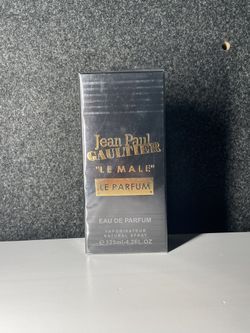 Jean Paul
GAULTIER
"LE MALE"
LE PARFUM
EAU DE PARFUM
VAPORISATEUR
NATURAL SPRAY
e 125ml-4.2FL.OZ